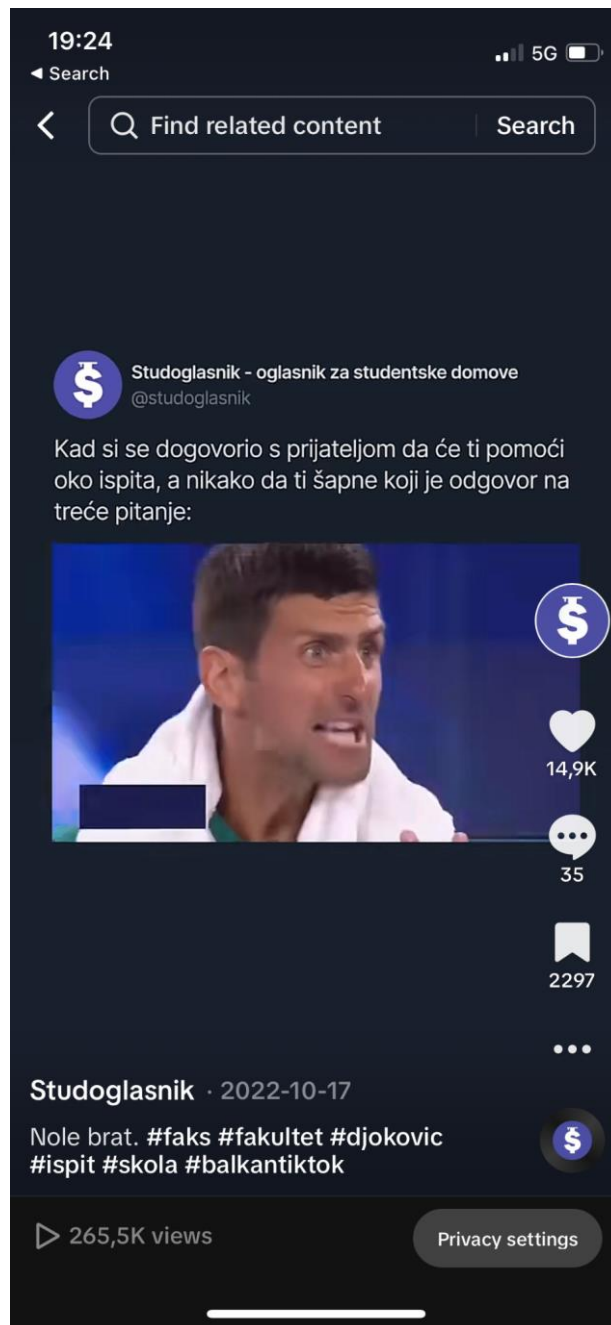 19:24
5G
◀ Search
Find related content
Search
Studoglasnik - oglasnik za studentske domove
@studoglasnik
Kad si se dogovorio s prijateljom da će ti pomoći
oko ispita, a nikako da ti šapne koji je odgovor na
treće pitanje:
14,9K
35
2297
Studoglasnik · 2022-10-17
Nole brat. #faks #fakultet #djokovic
#ispit #skola #balkantiktok
265,5K views
Privacy settings